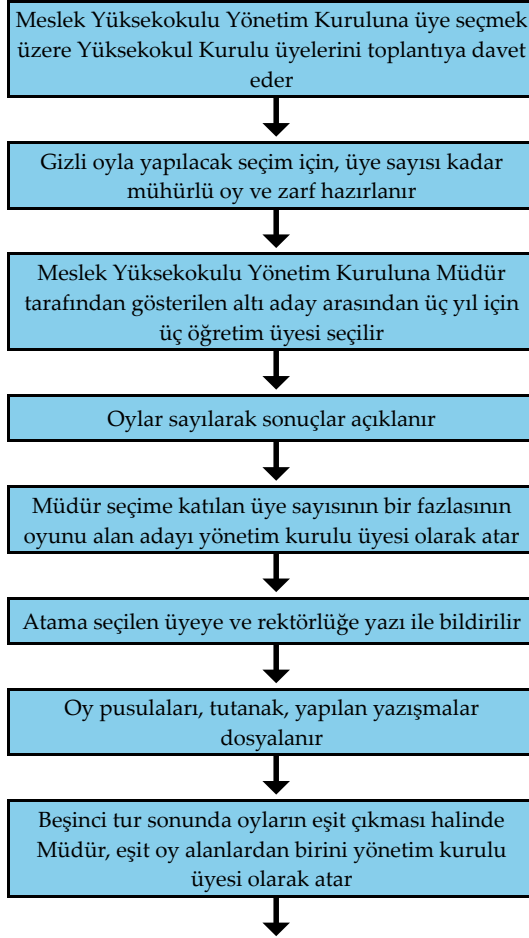 Meslek Yüksekokulu Yönetim Kuruluna üye seçmek
üzere Yüksekokul Kurulu üyelerini toplantıya davet
eder
Gizli oyla yapılacak seçim için, üye sayısı kadar
mühürlü oy ve zarf hazırlanır
Meslek Yüksekokulu Yönetim Kuruluna Müdür
tarafından gösterilen altı aday arasından üç yıl için
üç öğretim üyesi seçilir
Oylar sayılarak sonuçlar açıklanır
Müdür seçime katılan üye sayısının bir fazlasının
oyunu alan adayı yönetim kurulu üyesi olarak atar
Atama seçilen üyeye ve rektörlüğe yazı ile bildirilir
Oy pusulaları, tutanak, yapılan yazışmalar
dosyalanır
Beşinci tur sonunda oyların eşit çıkması halinde
Müdür, eşit oy alanlardan birini yönetim kurulu
üyesi olarak atar